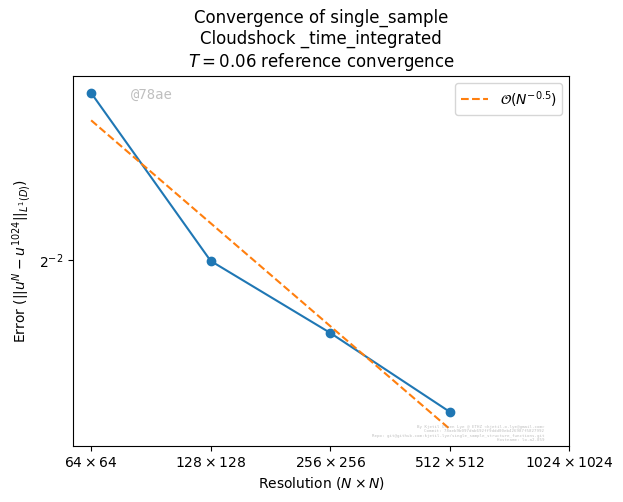 Convergence of single_sample
Cloudshock _time_integrated
T = 0.06 reference convergence
@78ae
O(N^{-0.5})
Error (||u^N − u^{1024}||_{L^1(D)})
2^{-2}
64 × 64
128 × 128
256 × 256
512 × 512
1024 × 1024
Resolution (N × N)